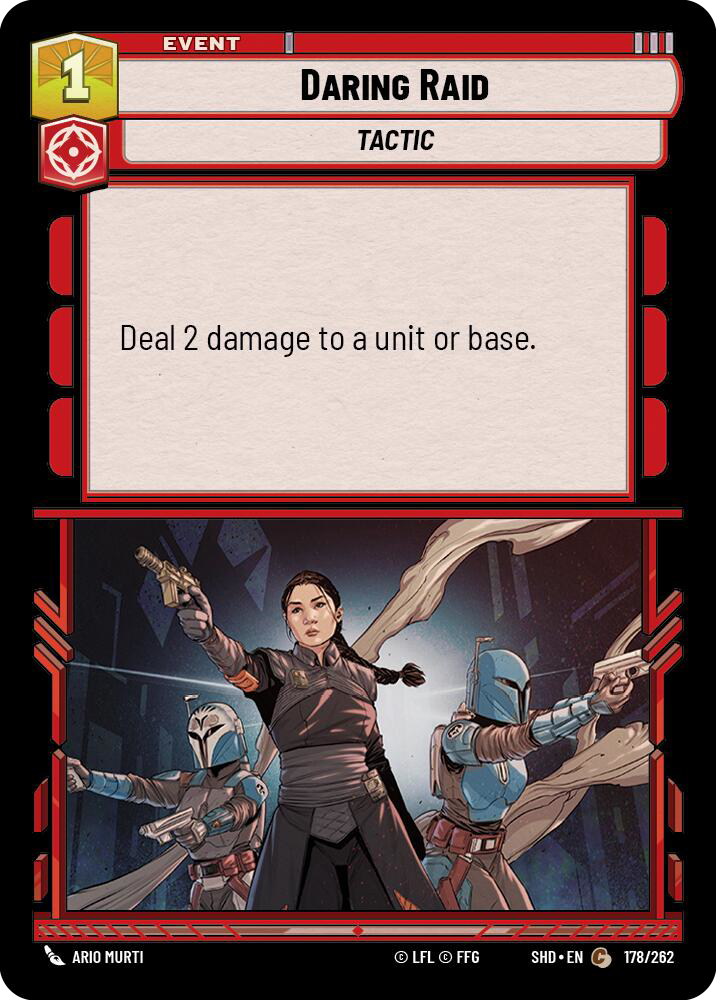 EVENT
1
DARING RAID
TACTIC
Deal 2 damage to a unit or base.
ARIO MURTI
© LFL © FFG
SHD • EN C 178/262